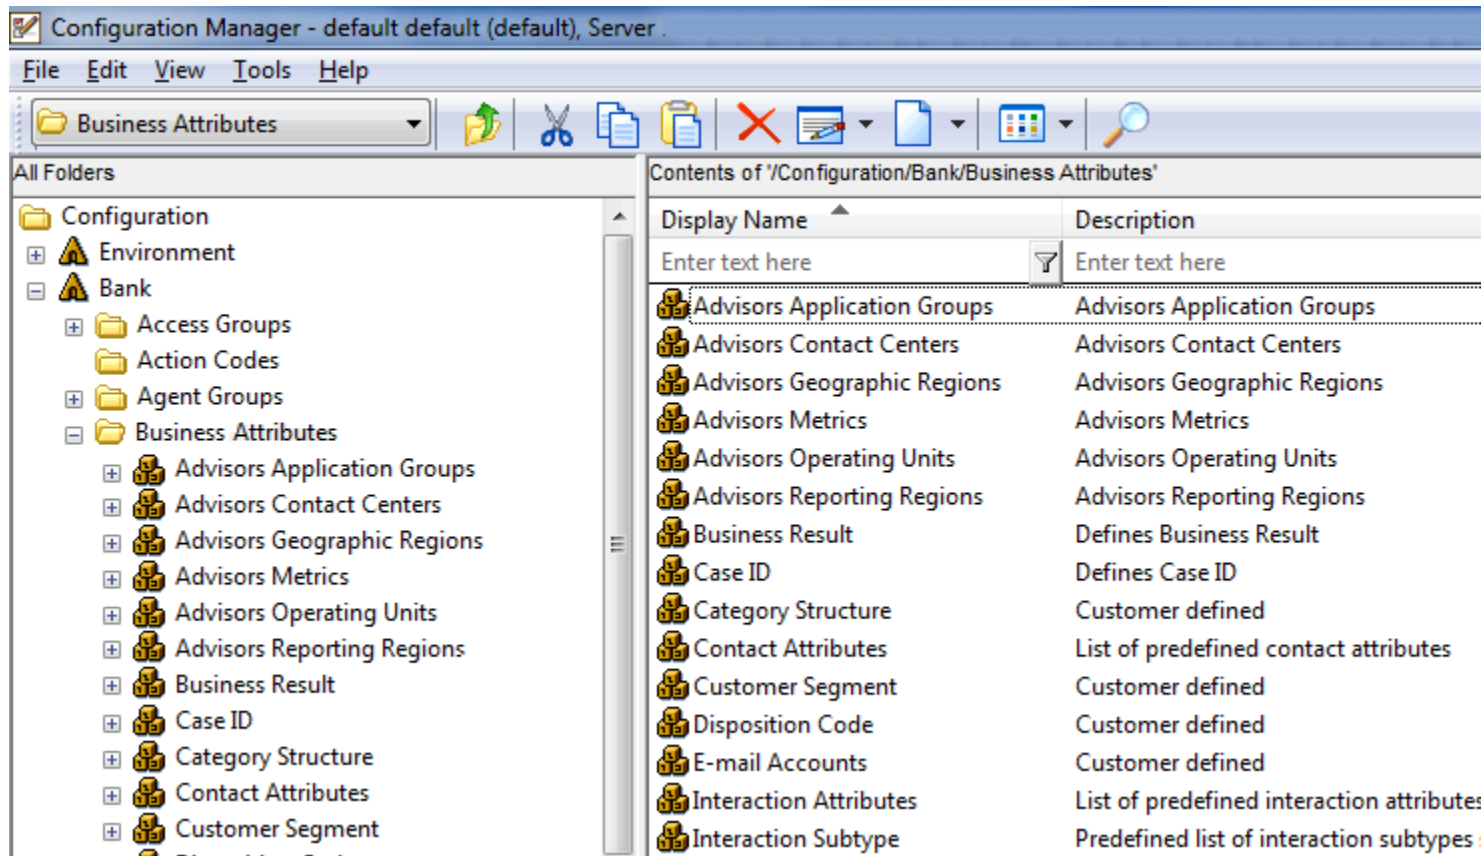 Configuration Manager - default default (default), Server .
File Edit View Tools Help
Business Attributes
All Folders
Configuration
Environment
Bank
Access Groups
Action Codes
Agent Groups
Business Attributes
Advisors Application Groups
Advisors Contact Centers
Advisors Geographic Regions
Advisors Metrics
Advisors Operating Units
Advisors Reporting Regions
Business Result
Case ID
Category Structure
Contact Attributes
Customer Segment
Contents of '/Configuration/Bank/Business Attributes'
Display Name Description
Enter text here Enter text here
Advisors Application Groups Advisors Application Groups
Advisors Contact Centers Advisors Contact Centers
Advisors Geographic Regions Advisors Geographic Regions
Advisors Metrics Advisors Metrics
Advisors Operating Units Advisors Operating Units
Advisors Reporting Regions Advisors Reporting Regions
Business Result Defines Business Result
Case ID Defines Case ID
Category Structure Customer defined
Contact Attributes List of predefined contact attributes
Customer Segment Customer defined
Disposition Code Customer defined
E-mail Accounts Customer defined
Interaction Attributes List of predefined interaction attributes
Interaction Subtype Predefined list of interaction subtypes